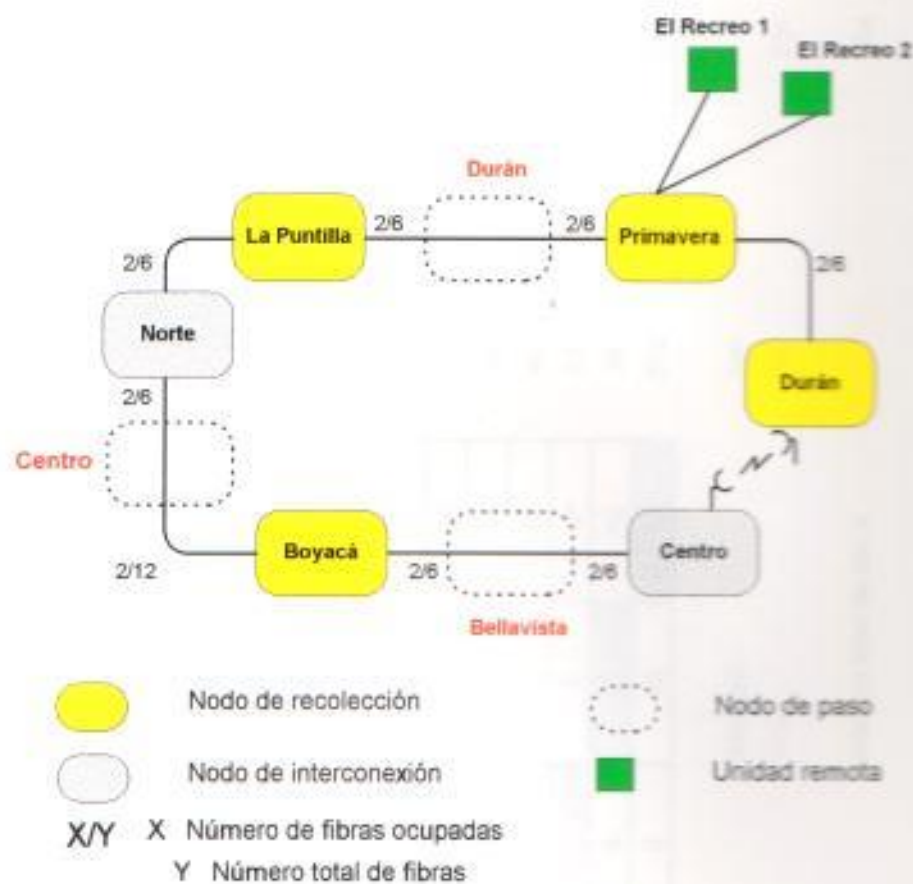 El Recreo 1
El Recreo 2
Durán
La Puntilla
2/6
2/6
Primavera
2/6
2/6
Norte
Durán
2/6
Centro
Boyacá
Centro
2/12
2/6
2/6
Bellavista
Nodo de recolección
Nodo de paso
Nodo de interconexión
Unidad remota
X/Y X Número de fibras ocupadas
Y Número total de fibras